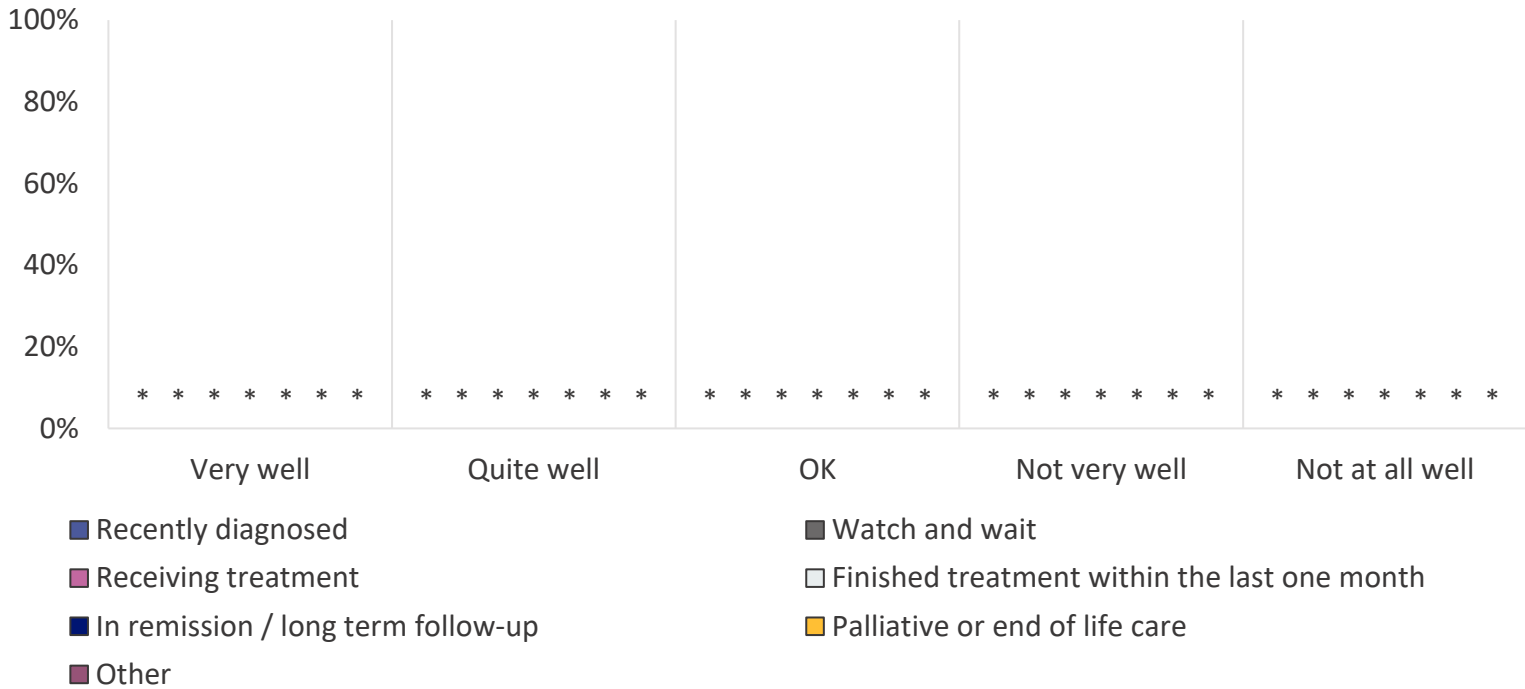 100%
80%
60%
40%
20%
* * * * * * * * * * * * * * * * * * * * * * * * * * * * * * * * * * *
0%
Very well Quite well OK Not very well Not at all well
Recently diagnosed Watch and wait
Receiving treatment Finished treatment within the last one month
In remission / long term follow-up Palliative or end of life care
Other